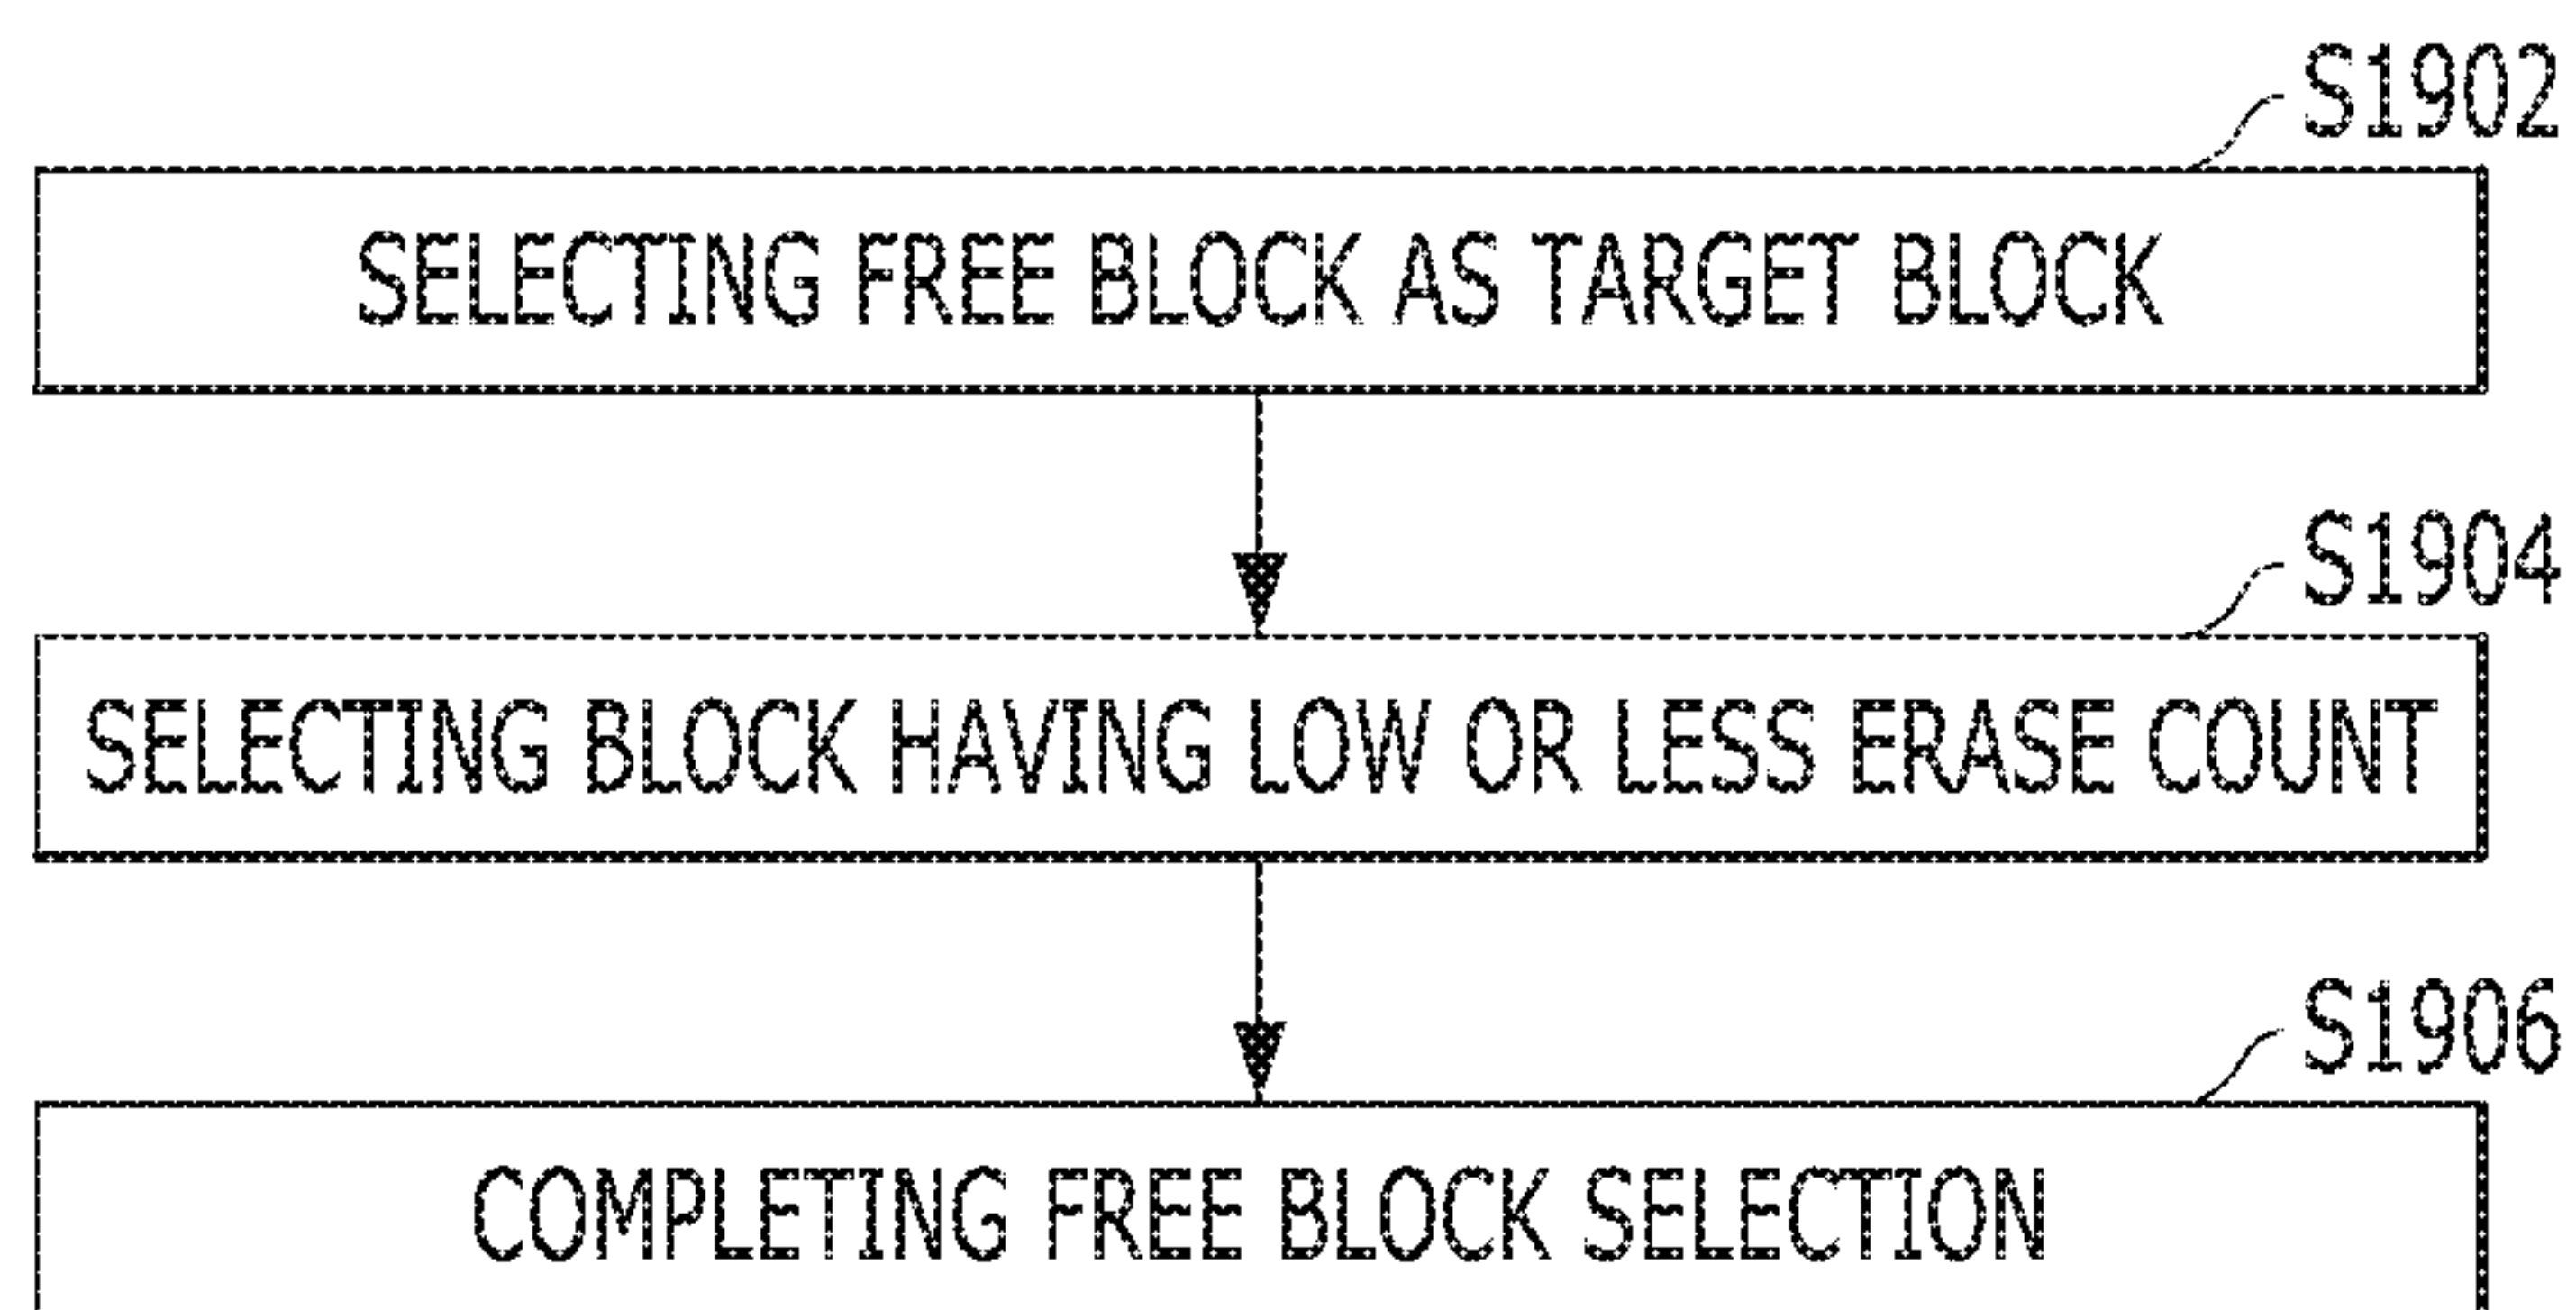 S1902
SELECTING FREE BLOCK AS TARGET BLOCK
S1904
SELECTING BLOCK HAVING LOW OR LESS ERASE COUNT
S1906
COMPLETING FREE BLOCK SELECTION